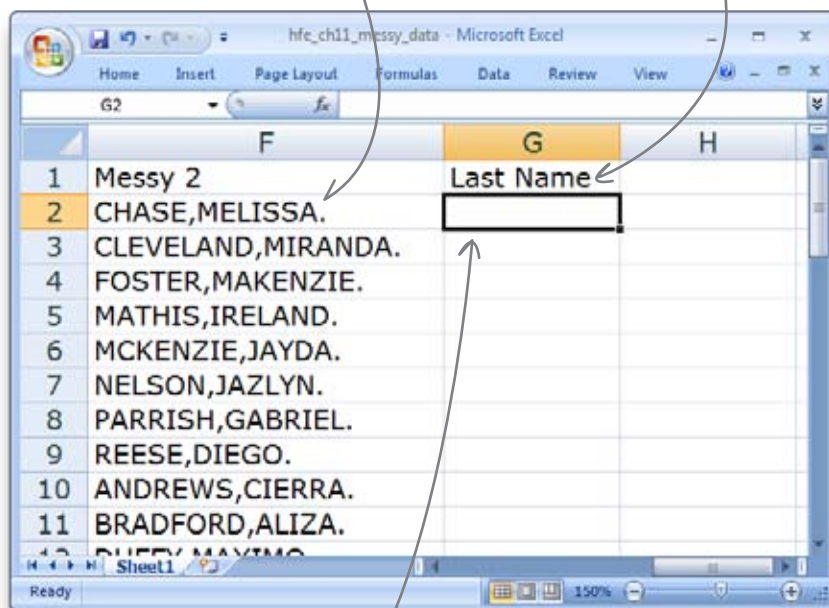 hfe_ch11_messy_data - Microsoft Excel
Home Insert Page Layout Formulas Data Review View
G2 fx
F G H
1 Messy 2 Last Name
2 CHASE,MELISSA.
3 CLEVELAND,MIRANDA.
4 FOSTER,MAKENZIE.
5 MATHIS,IRELAND.
6 MCKENZIE,JAYDA.
7 NELSON,JAZLYN.
8 PARRISH,GABRIEL.
9 REESE,DIEGO.
10 ANDREWS,CIERRA.
11 BRADFORD,ALIZA.
Sheet1
Ready 150%